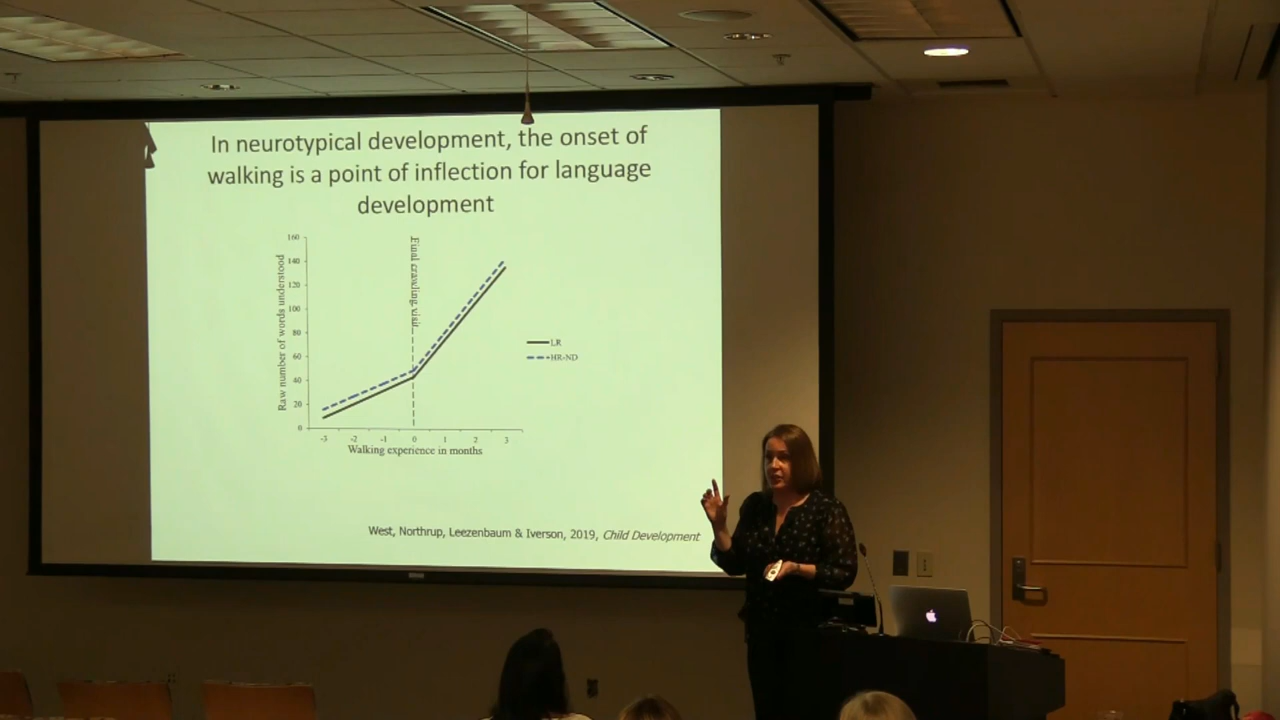 In neurotypical development, the onset of
walking is a point of inflection for language
development
160
140
120
100
80
60
40
20
0
Raw number of words understood
Final crawling visit
LR
HR-ND
-3 -2 -1 0 1 2 3
Walking experience in months
West, Northrup, Leezenbaum & Iverson, 2019, Child Development